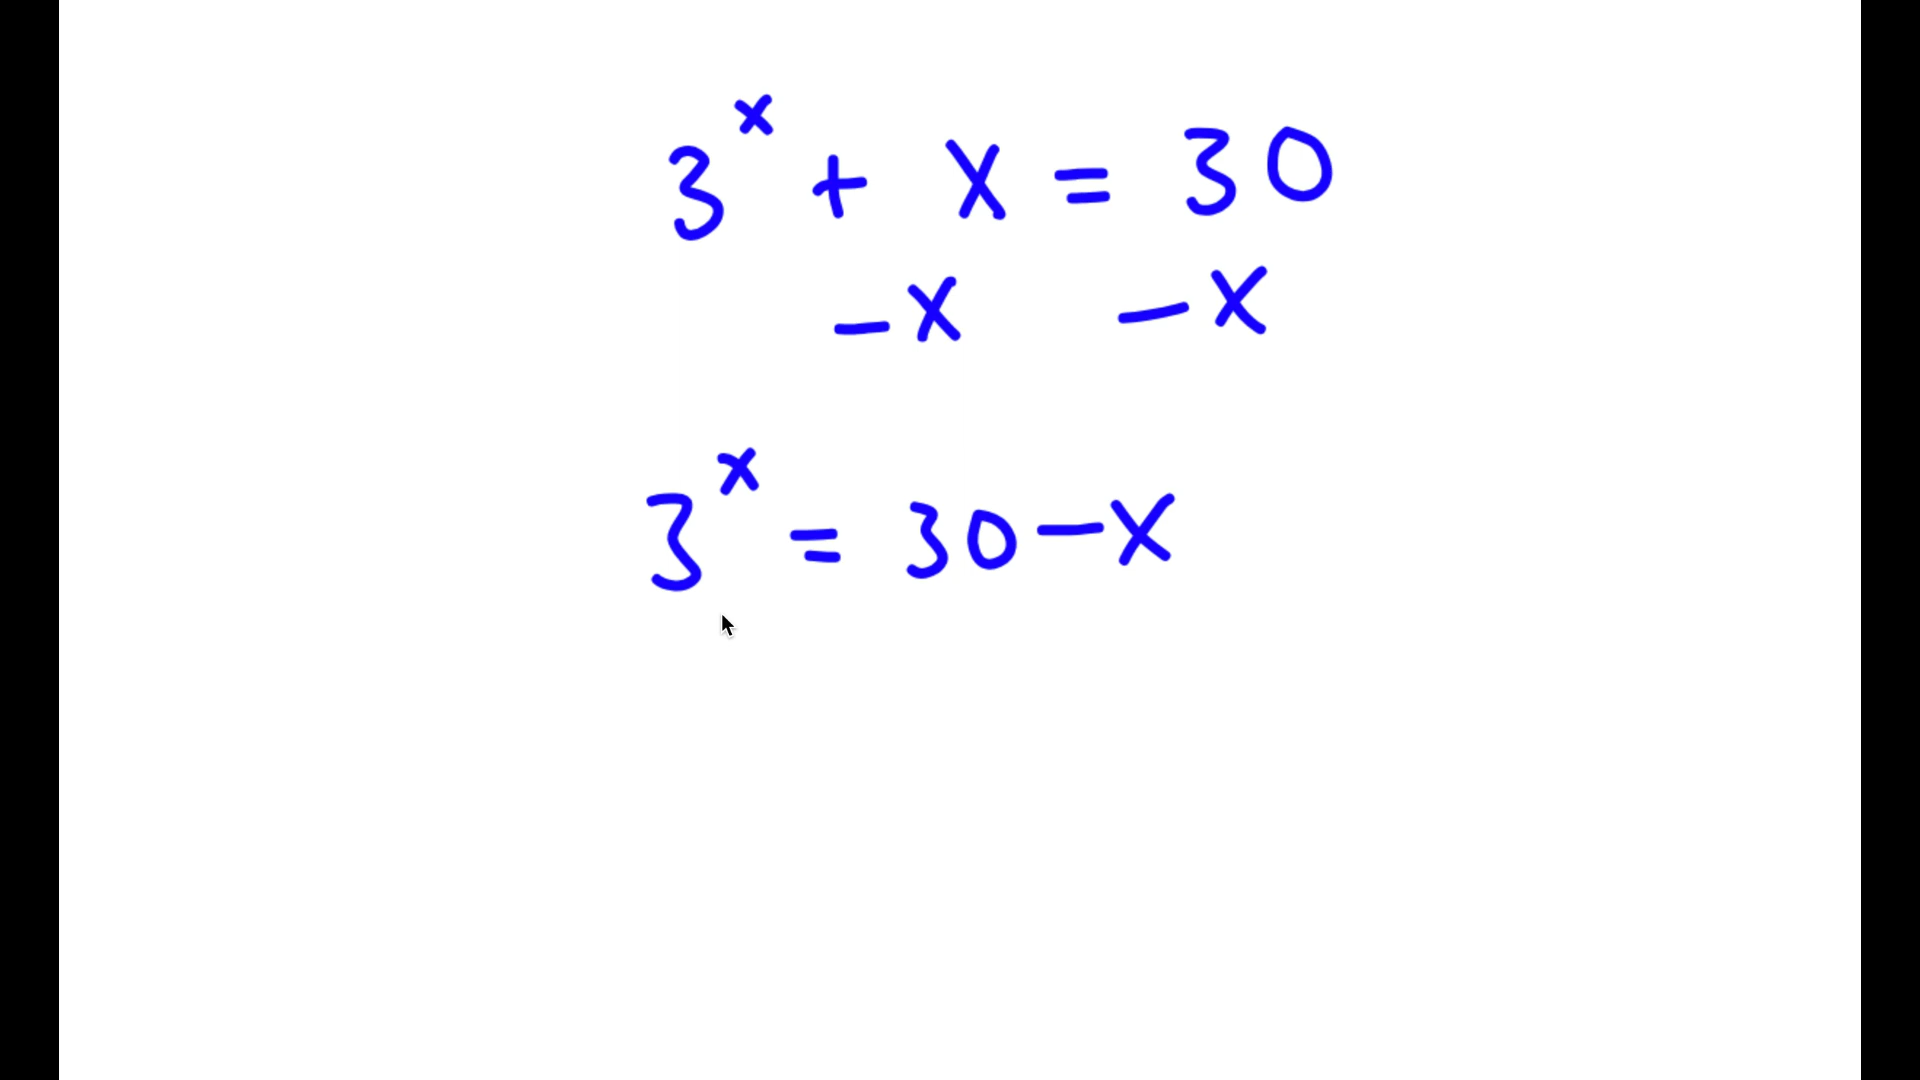 3^x + x = 30
-x -x
3^x = 30 - x